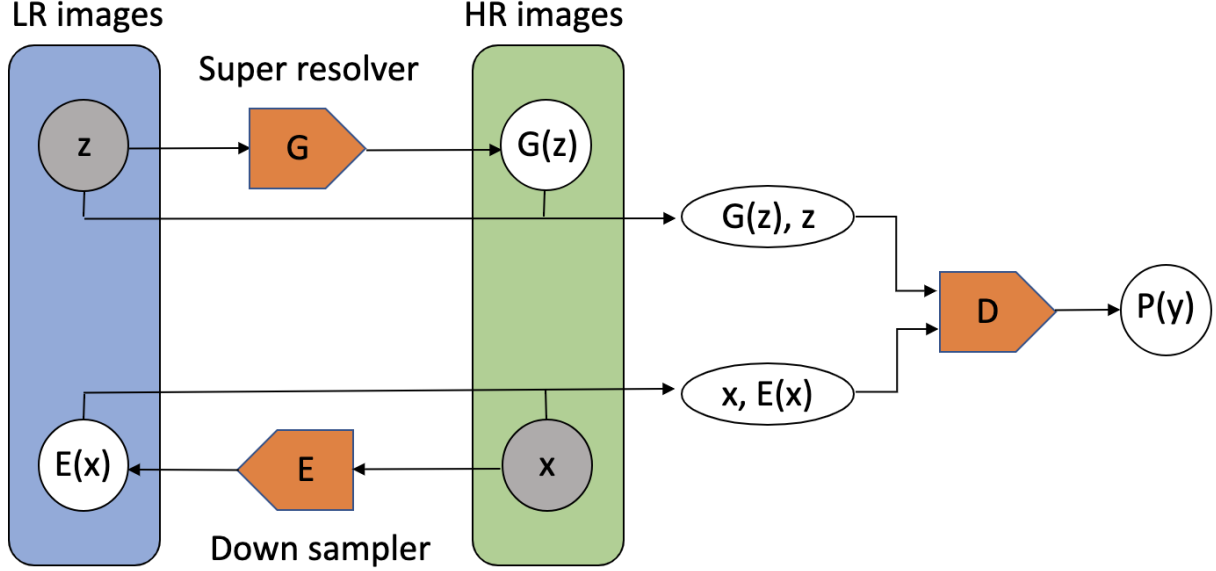 LR images
HR images
Super resolver
z
G
G(z)
G(z), z
D
P(y)
x, E(x)
E(x)
E
x
Down sampler